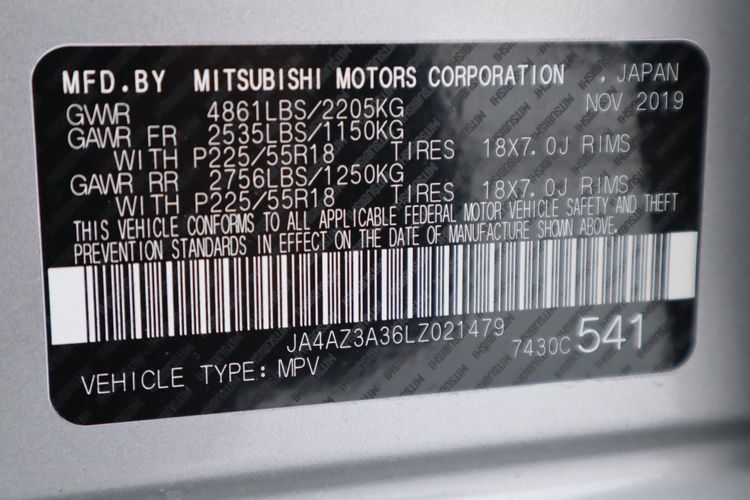 MFD.BY MITSUBISHI MOTORS CORPORATION . JAPAN
NOV 2019
GVWR 4861LBS/2205KG
GAWR FR 2535LBS/1150KG
WITH P225/55R18 TIRES 18X7.0J RIMS
GAWR RR 2756LBS/1250KG
WITH P225/55R18 TIRES 18X7.0J RIMS
THIS VEHICLE CONFORMS TO ALL APPLICABLE FEDERAL MOTOR VEHICLE SAFETY AND THEFT
PREVENTION STANDARDS IN EFFECT ON THE DATE OF MANUFACTURE SHOWN ABOVE.
JA4AZ3A36LZ021479
7430C 541
VEHICLE TYPE: MPV